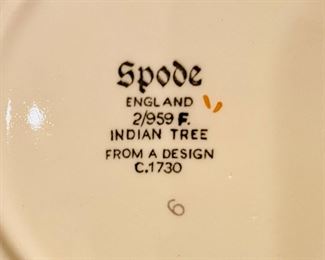 Spode
ENGLAND
2/959 F.
INDIAN TREE
FROM A DESIGN
C.1730
6